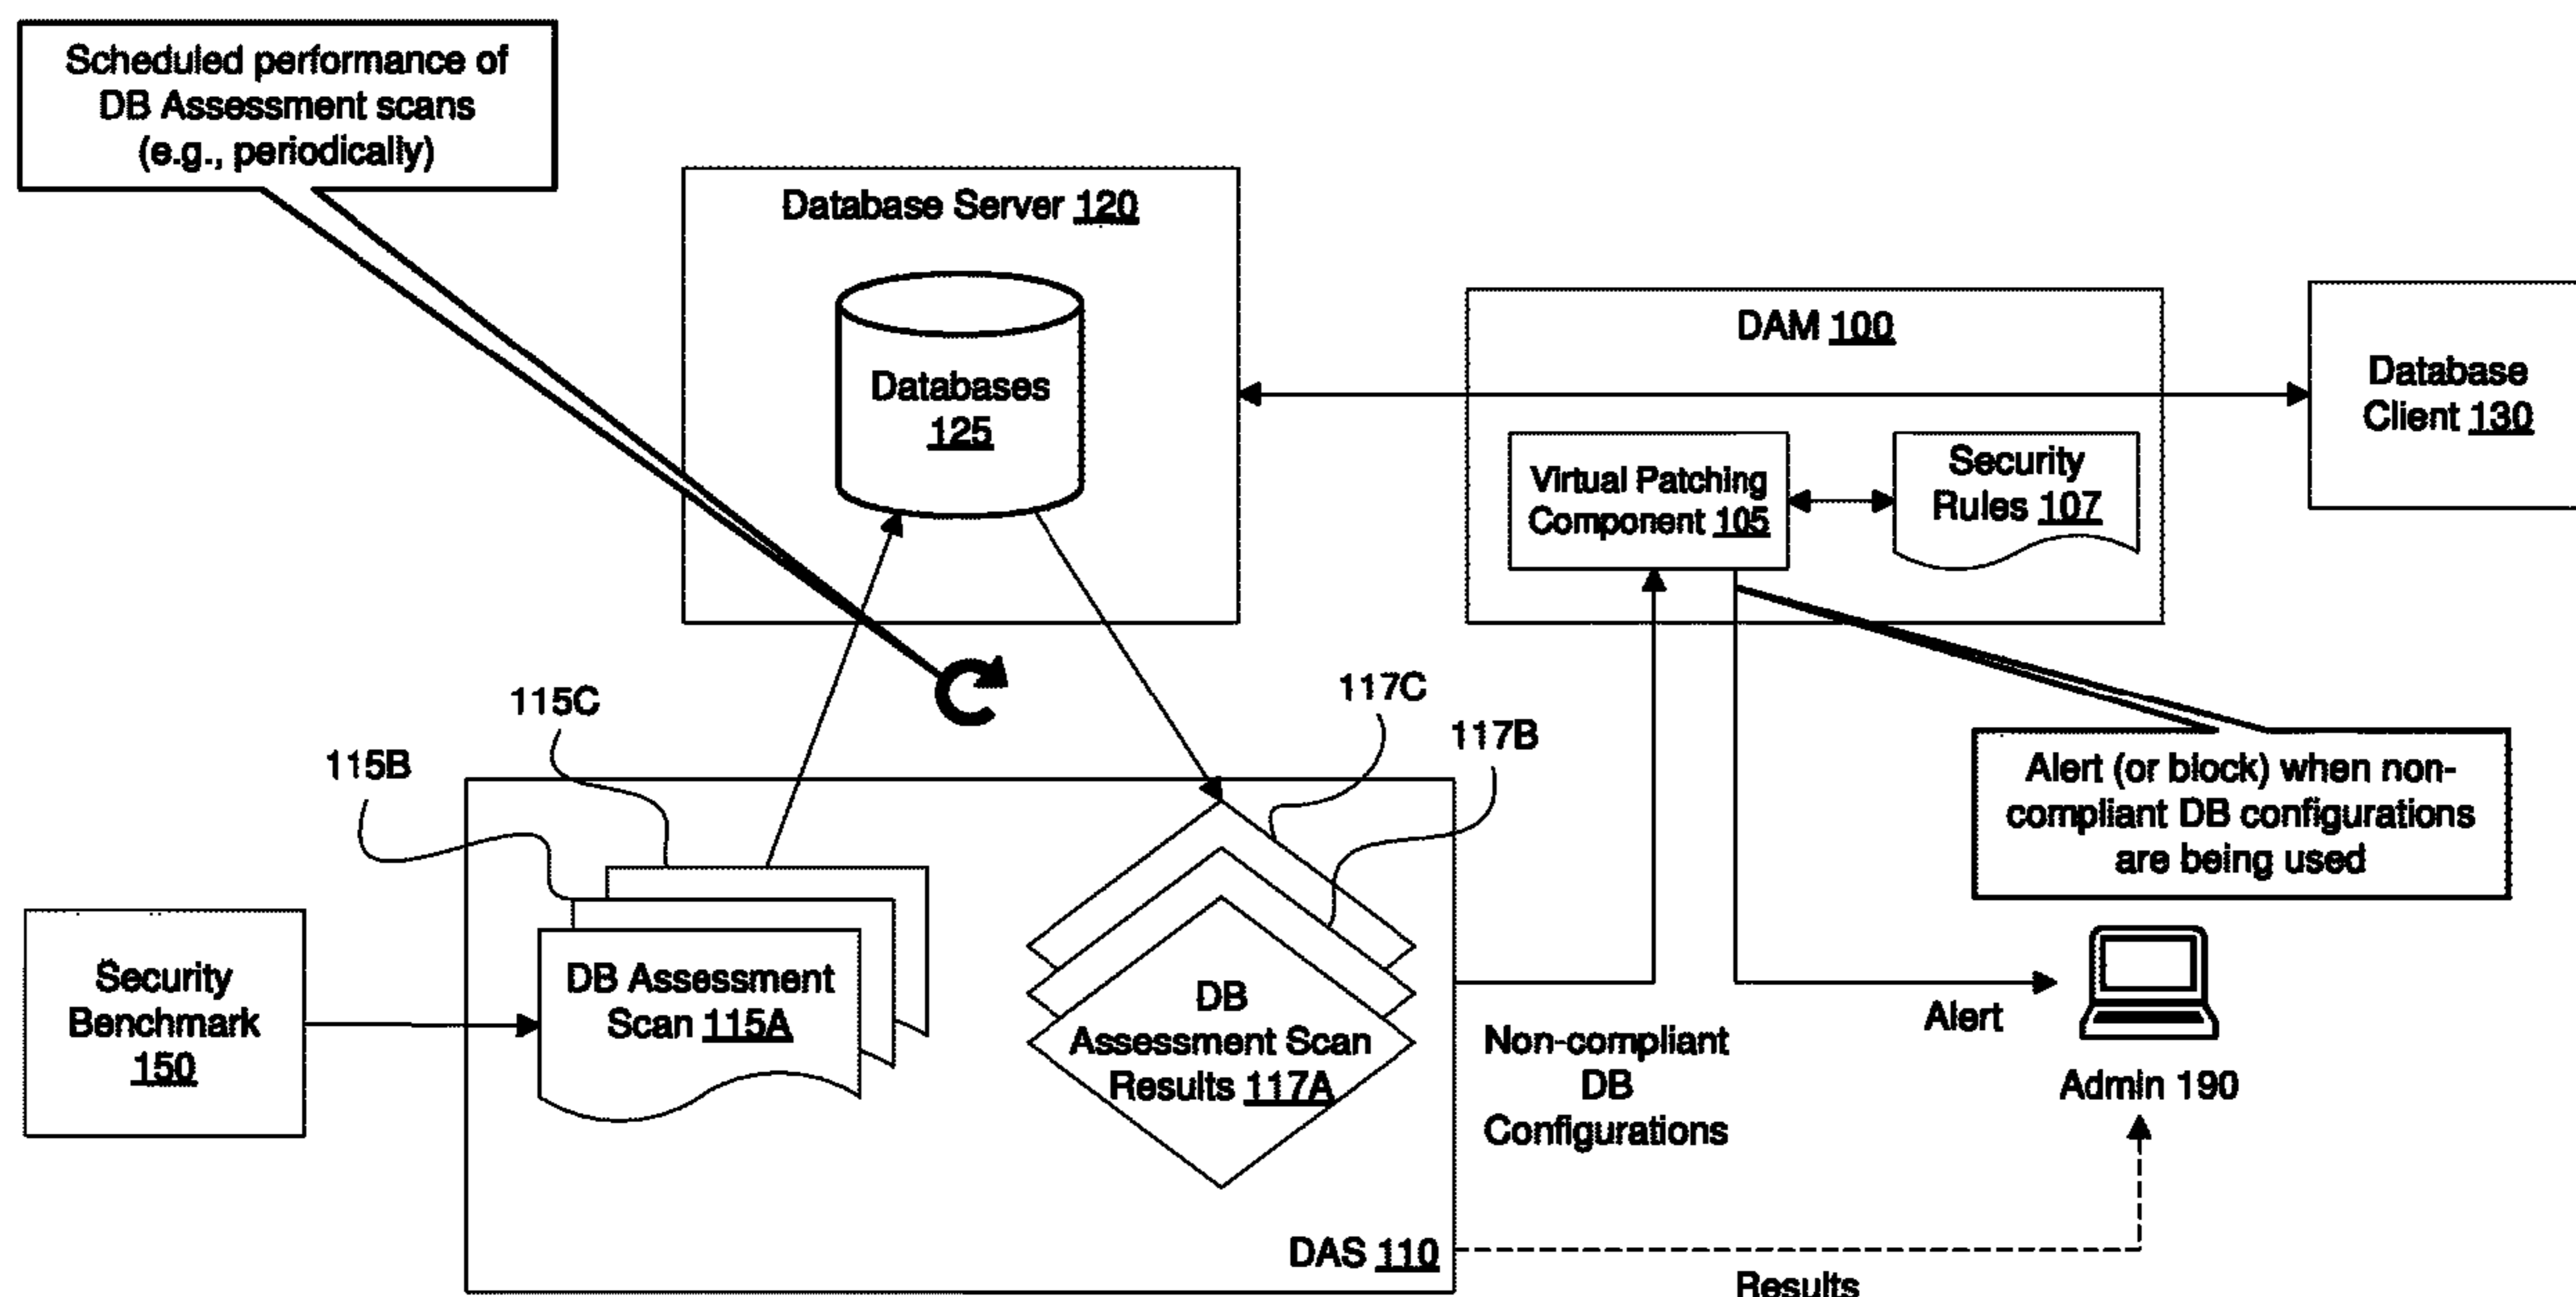 Scheduled performance of
DB Assessment scans
(e.g., periodically)
Database Server 120
Databases
125
DAM 100
Virtual Patching
Component 105
Security
Rules 107
Database
Client 130
115C
115B
117C
117B
Alert (or block) when non-
compliant DB configurations
are being used
Security
Benchmark
150
DB Assessment
Scan 115A
DB
Assessment Scan
Results 117A
Non-compliant
DB
Configurations
Alert
Admin 190
DAS 110
Results